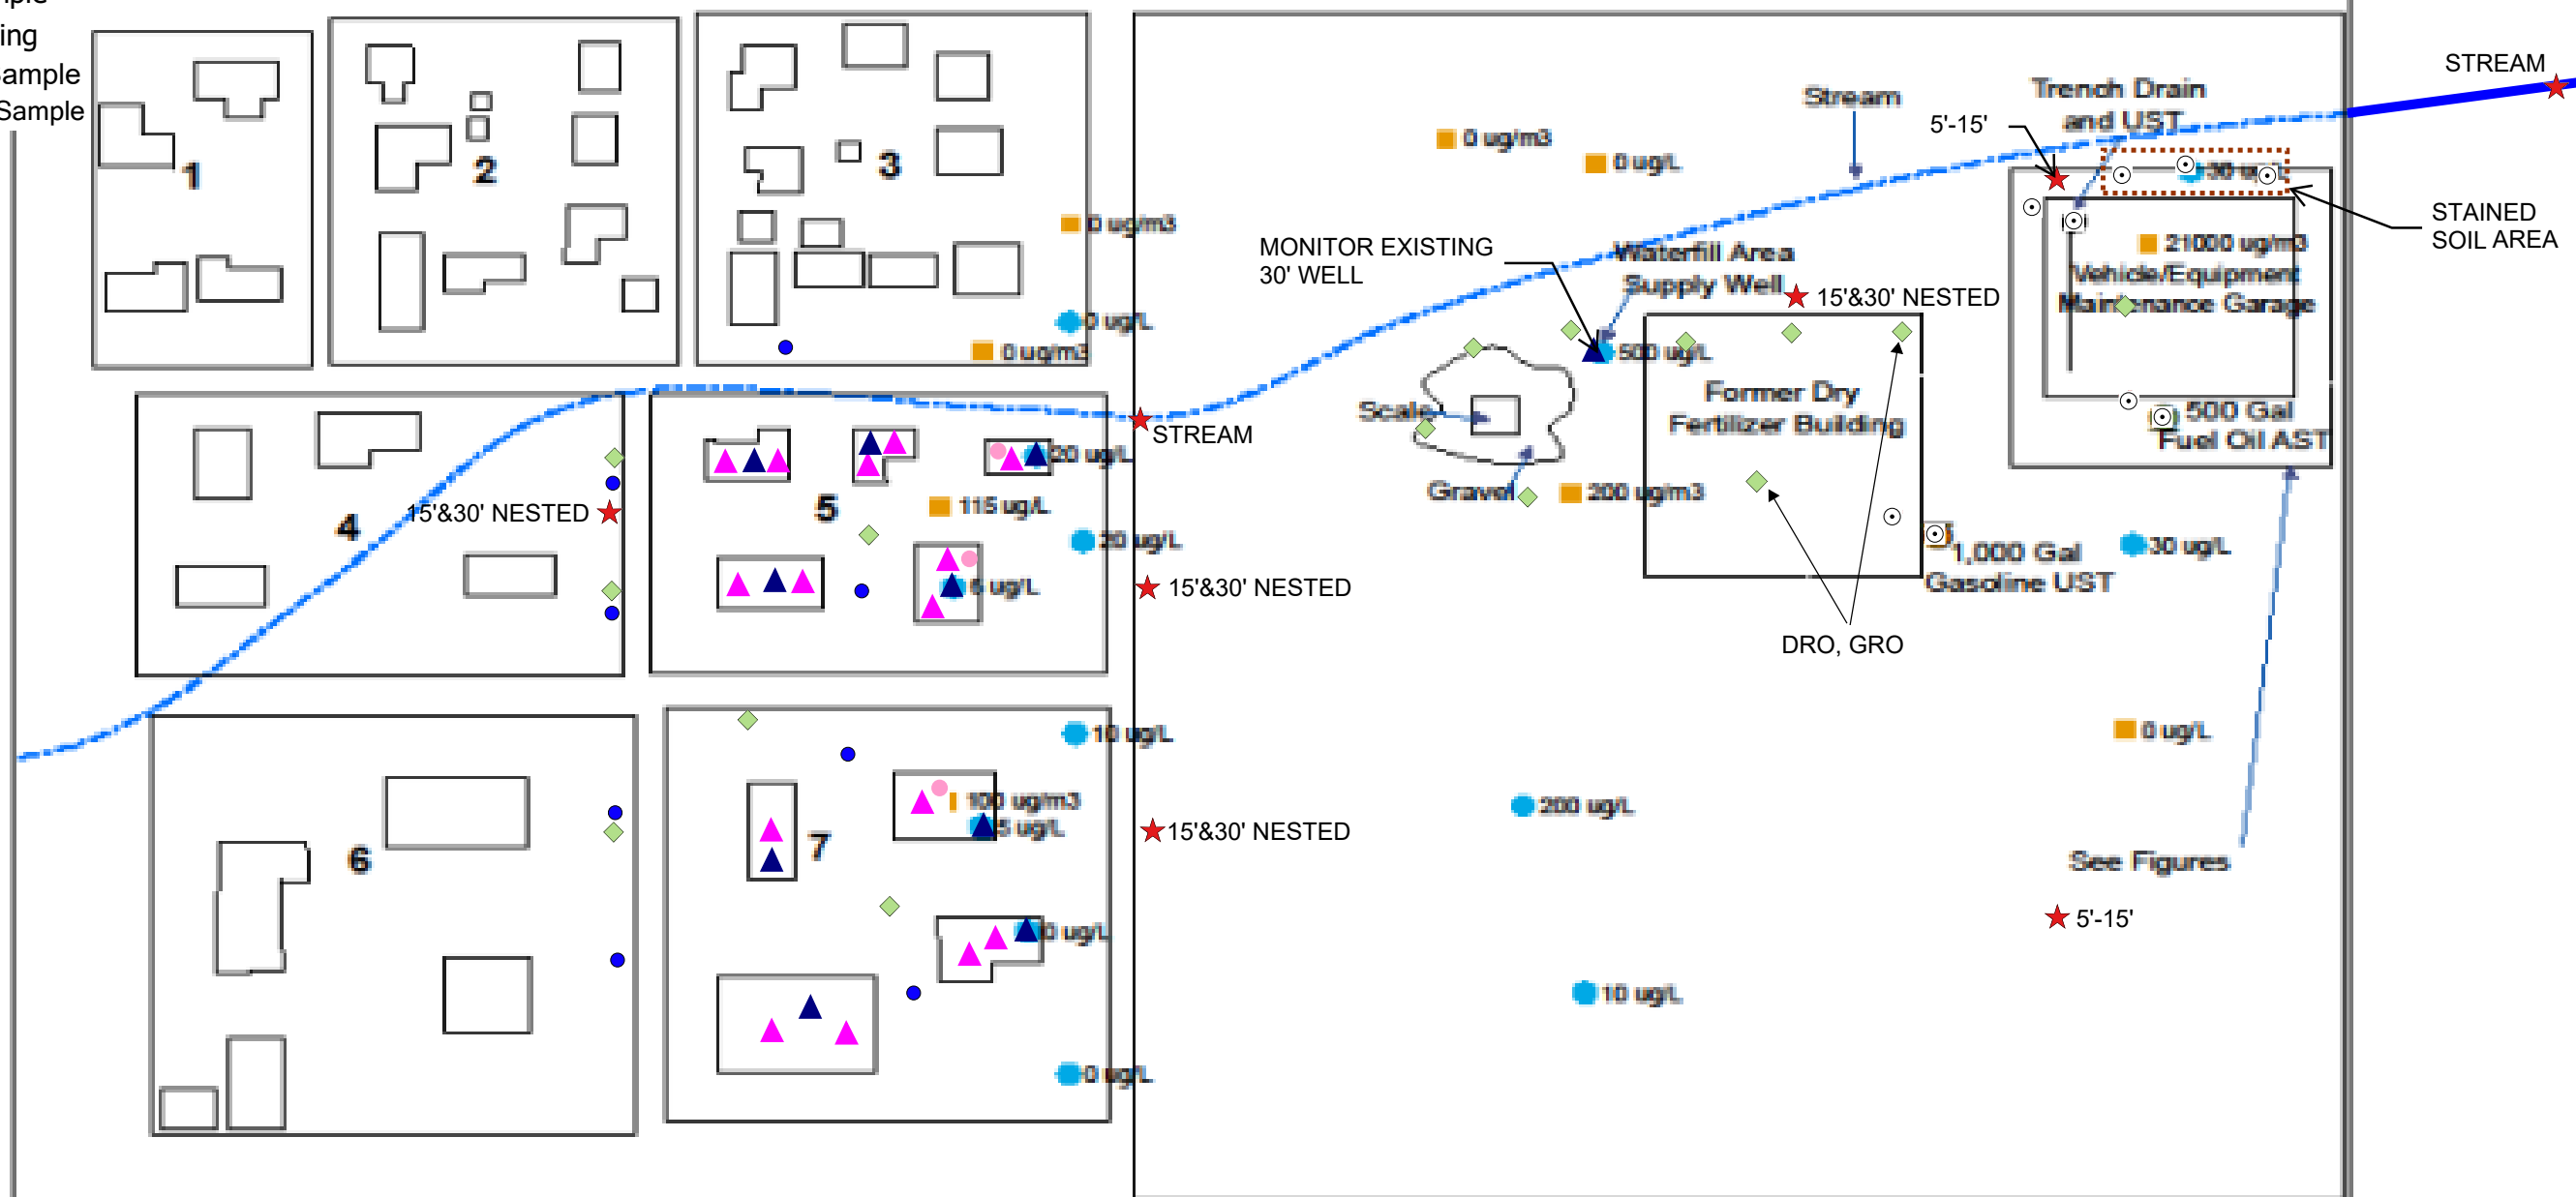 ing
Sample
Sample
1
2
3
0 ug/m3
0 ug/L
0 ug/m3
4
15'&30' NESTED
5
20 ug/L
115 ug/L
20 ug/L
5 ug/L
6
7
10 ug/L
100 ug/m3
5 ug/L
ug/L
0 ug/L
STREAM
15'&30' NESTED
15'&30' NESTED
0 ug/m3
0 ug/L
Stream
MONITOR EXISTING
30' WELL
Waterfill Area
Supply Well
15'&30' NESTED
500 ug/L
Scale
Gravel
200 ug/m3
Former Dry
Fertilizer Building
DRO, GRO
1,000 Gal
Gasoline UST
30 ug/L
200 ug/L
10 ug/L
0 ug/L
See Figures
5'-15'
5'-15'
Trench Drain
and UST
30 ug/L
21000 ug/m3
Vehicle/Equipment
Maintenance Garage
500 Gal
Fuel Oil AST
STAINED
SOIL AREA
STREAM